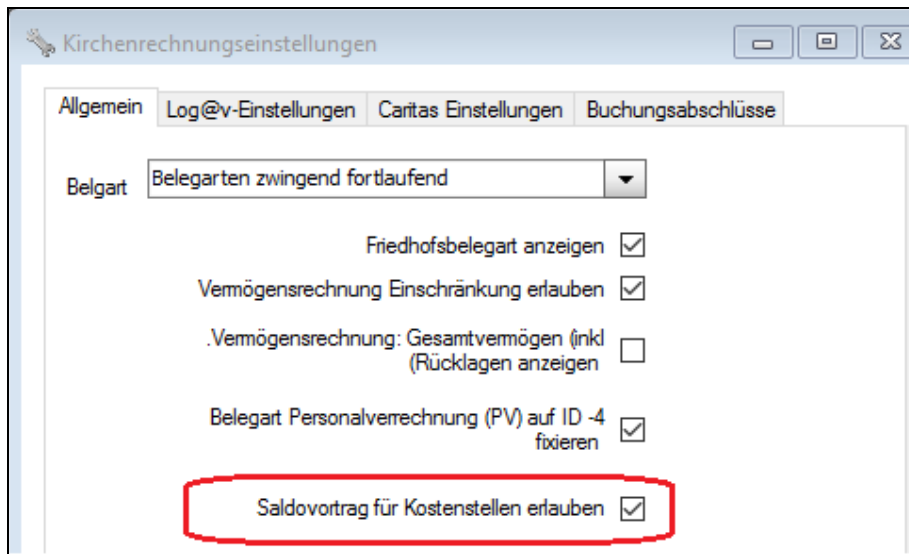 Kirchenrechnungseinstellungen
Allgemein Log@v-Einstellungen Caritas Einstellungen Buchungsabschlüsse
Belgart Belegarten zwingend fortlaufend
Friedhofsbelegart anzeigen
Vermögensrechnung Einschränkung erlauben
.Vermögensrechnung: Gesamtvermögen (inkl
(Rücklagen anzeigen
Belegart Personalverrechnung (PV) auf ID -4
fixieren
Saldovortrag für Kostenstellen erlauben